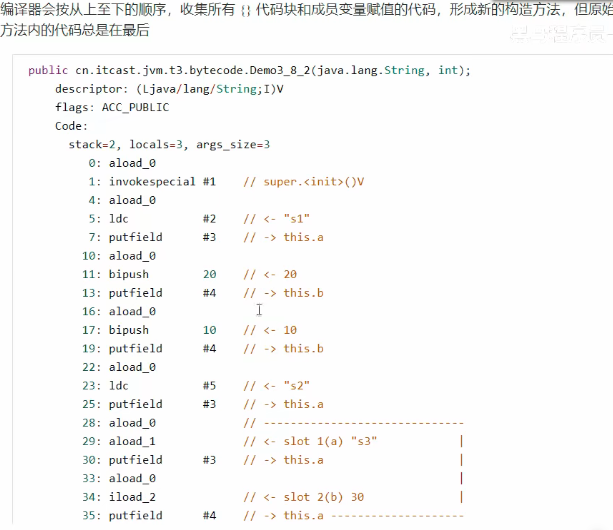 编译器会按从上至下的顺序，收集所有 {} 代码块和成员变量赋值的代码，形成新的构造方法，但原始
方法内的代码总是在最后
public cn.itcast.jvm.t3.bytecode.Demo3_8_2(java.lang.String, int);
descriptor: (Ljava/lang/String;I)V
flags: ACC_PUBLIC
Code:
stack=2, locals=3, args_size=3
0: aload_0
1: invokespecial #1 // super.<init>()V
4: aload_0
5: ldc #2 // <- "s1"
7: putfield #3 // -> this.a
10: aload_0
11: bipush 20 // <- 20
13: putfield #4 // -> this.b
16: aload_0
17: bipush 10 // <- 10
19: putfield #4 // -> this.b
22: aload_0
23: ldc #5 // <- "s2"
25: putfield #3 // -> this.a
28: aload_0 // ------------------------------
29: aload_1 // <- slot 1(a) "s3" |
30: putfield #3 // -> this.a |
33: aload_0 |
34: iload_2 // <- slot 2(b) 30 |
35: putfield #4 // -> this.a --------------------